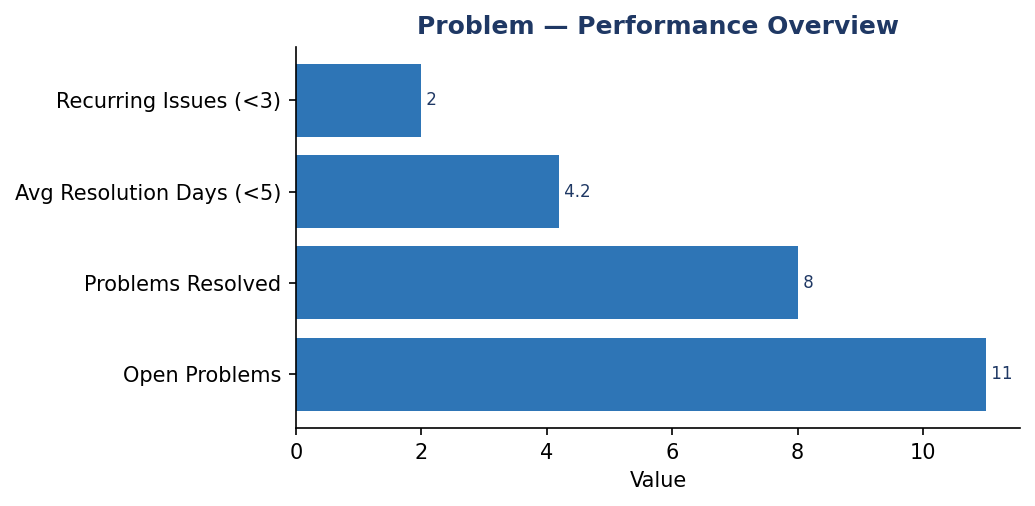 Problem — Performance Overview
Recurring Issues (<3)
2
Avg Resolution Days (<5)
4.2
Problems Resolved
8
Open Problems
11
0 2 4 6 8 10
Value